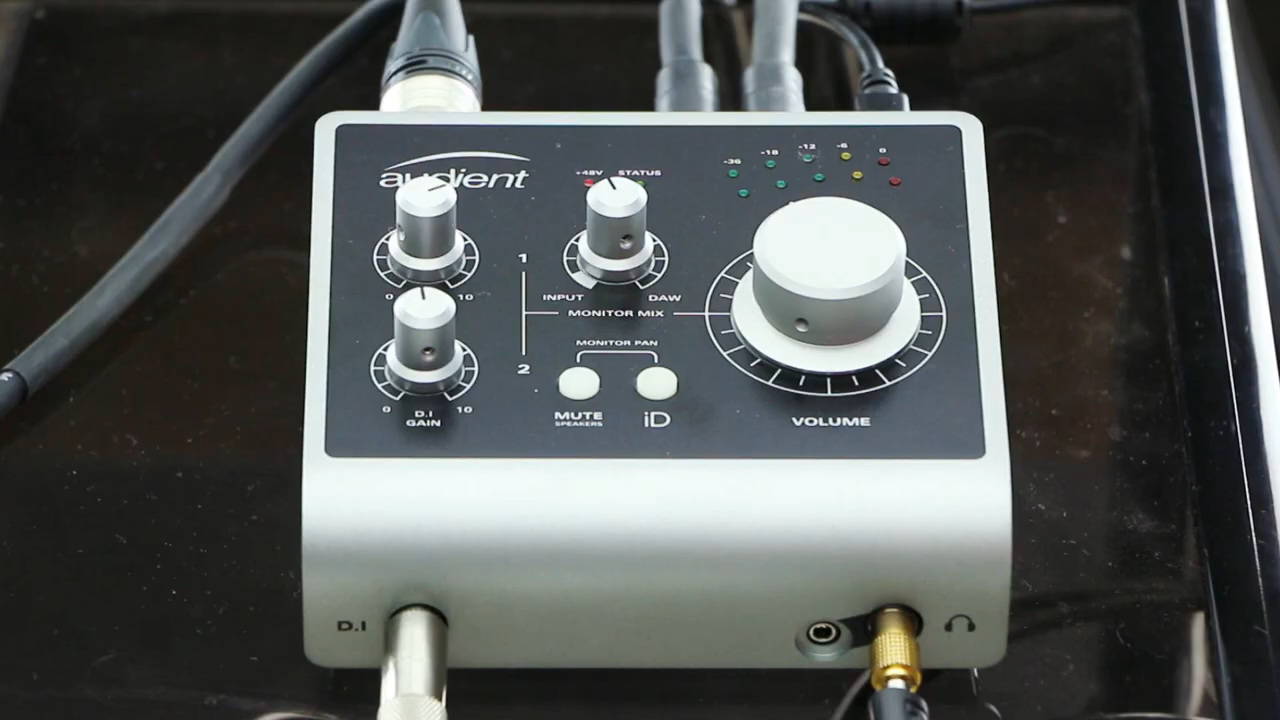 audient
+48V STATUS
-36 -18 -12 -6 0
0 10
INPUT DAW
1
MONITOR MIX
MONITOR PAN
2
0 10
D.I
GAIN
MUTE
SPEAKERS
iD
VOLUME
D.I